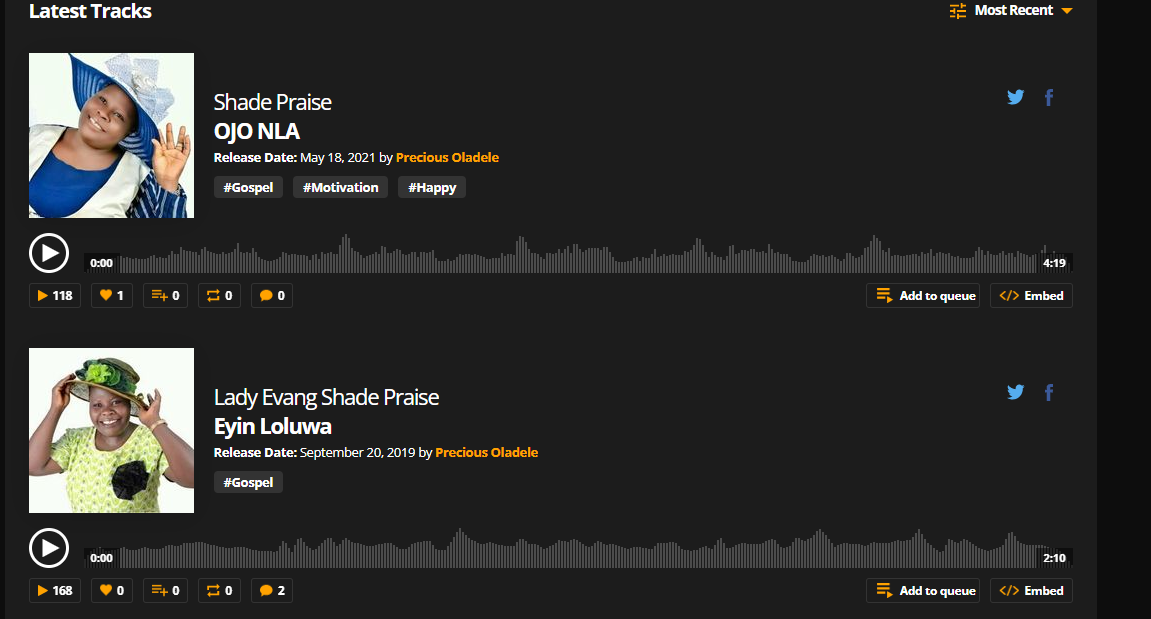 Latest Tracks
Most Recent
Shade Praise
OJO NLA
Release Date: May 18, 2021 by Precious Oladele
#Gospel #Motivation #Happy
0:00 4:19
118 1 0 0 0 Add to queue </> Embed
Lady Evang Shade Praise
Eyin Loluwa
Release Date: September 20, 2019 by Precious Oladele
#Gospel
0:00 2:10
168 0 0 0 2 Add to queue </> Embed